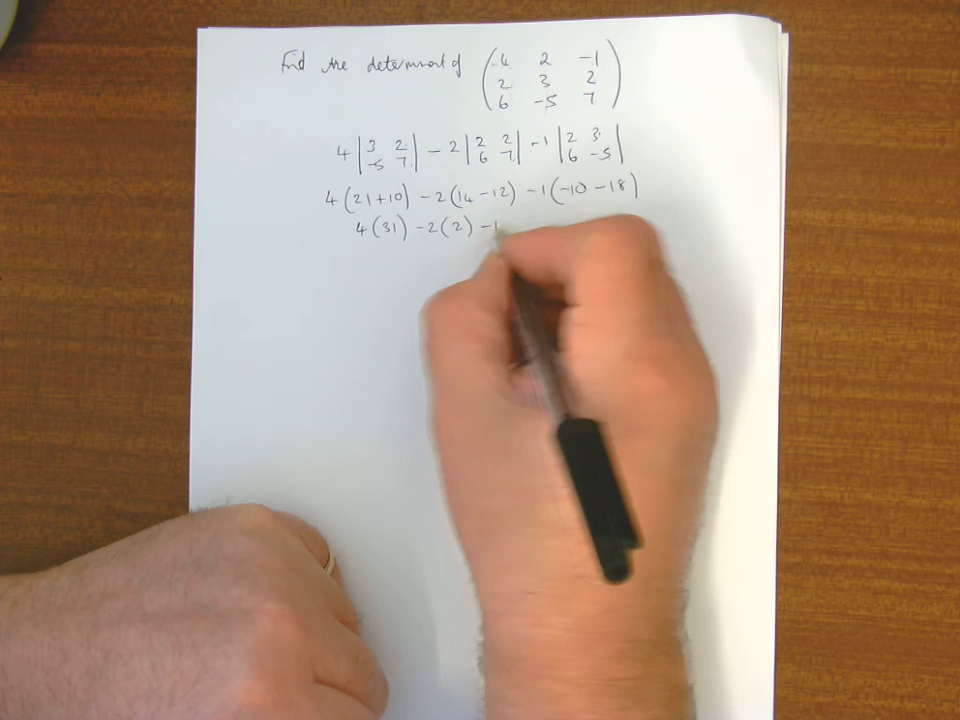 Find the determinant of ( 4 2 -1
2 3 2
6 -5 7 )
4 | 3 2 | - 2 | 2 2 | - 1 | 2 3 |
| -5 7 | | 6 7 | | 6 -5 |
4(21+10) - 2(14-12) - 1(-10-18)
4(31) - 2(2) - 1